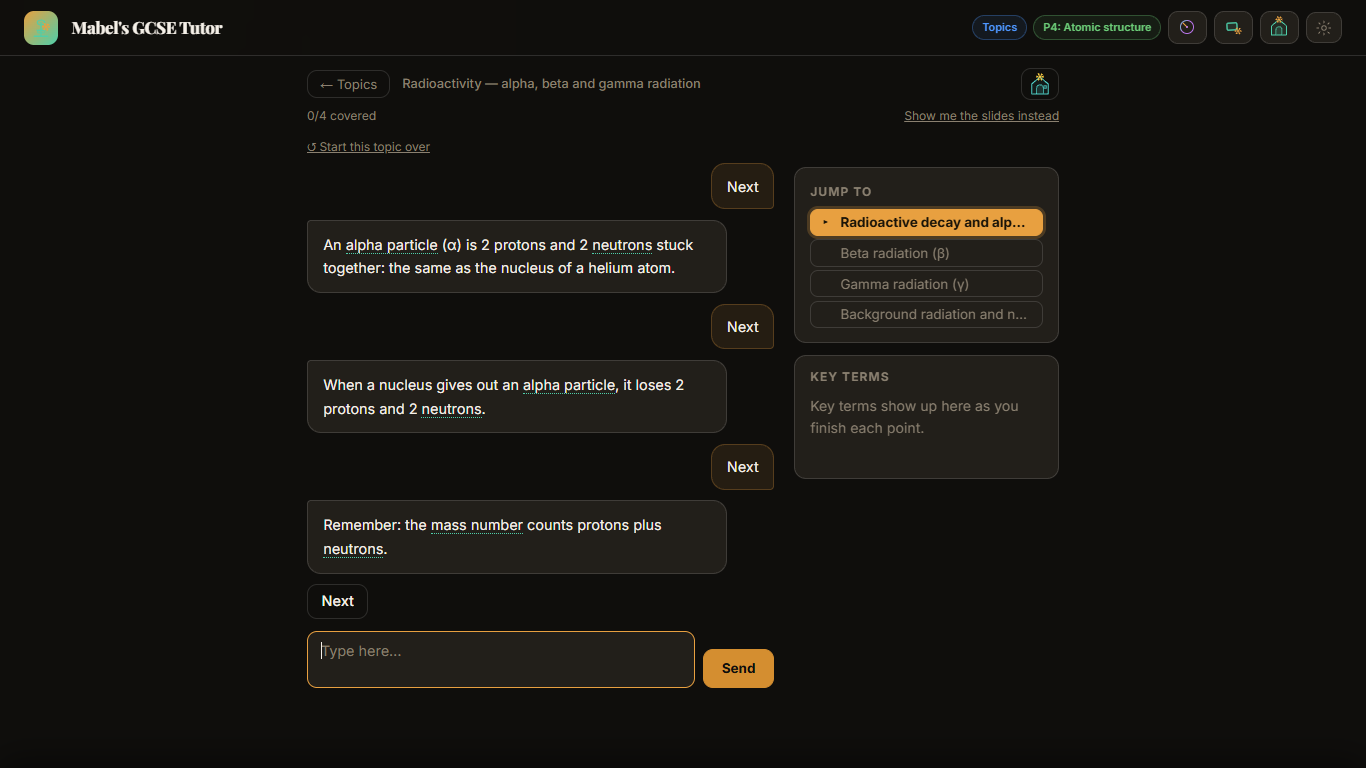 Mabel's GCSE Tutor
Topics
P4: Atomic structure
← Topics
Radioactivity — alpha, beta and gamma radiation
0/4 covered
Show me the slides instead
↺ Start this topic over
Next
An alpha particle (α) is 2 protons and 2 neutrons stuck
together: the same as the nucleus of a helium atom.
Next
When a nucleus gives out an alpha particle, it loses 2
protons and 2 neutrons.
Next
Remember: the mass number counts protons plus
neutrons.
Next
Type here...
Send
JUMP TO
▸ Radioactive decay and alp...
Beta radiation (β)
Gamma radiation (γ)
Background radiation and n...
KEY TERMS
Key terms show up here as you
finish each point.